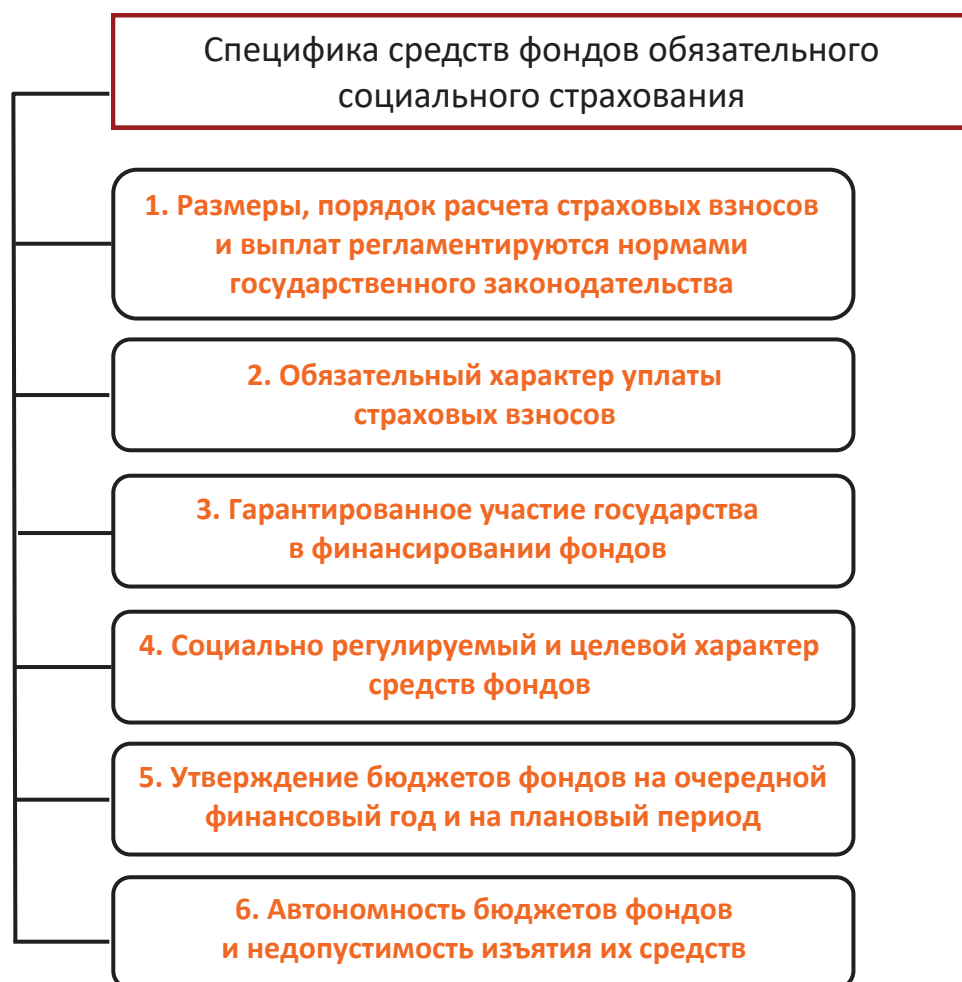 Специфика средств фондов обязательного
социального страхования
1. Размеры, порядок расчета страховых взносов
и выплат регламентируются нормами
государственного законодательства
2. Обязательный характер уплаты
страховых взносов
3. Гарантированное участие государства
в финансировании фондов
4. Социально регулируемый и целевой характер
средств фондов
5. Утверждение бюджетов фондов на очередной
финансовый год и на плановый период
6. Автономность бюджетов фондов
и недопустимость изъятия их средств